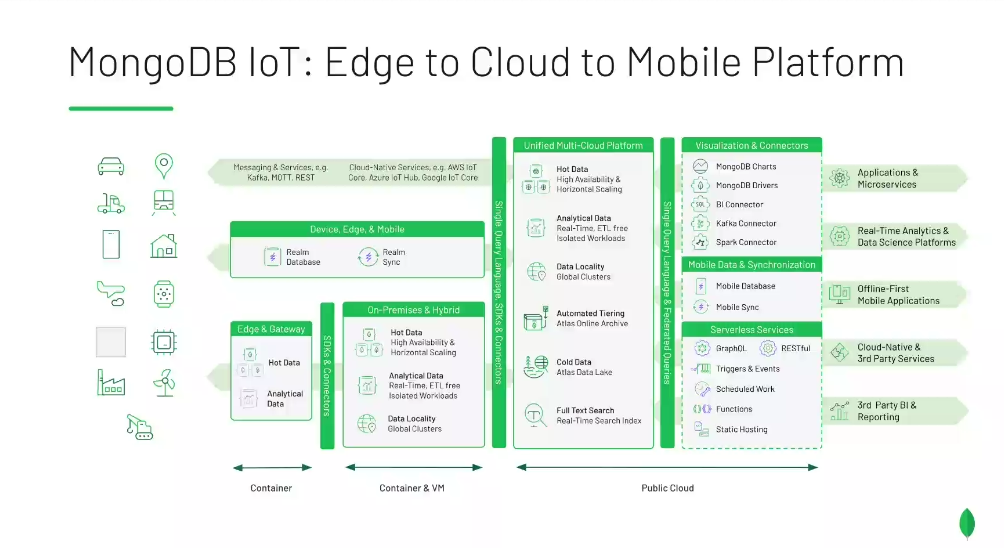 MongoDB IoT: Edge to Cloud to Mobile Platform
Messaging & Services, e.g.
Kafka, MQTT, REST
Cloud-Native Services, e.g. AWS IoT
Core, Azure IoT Hub, Google IoT Core
Device, Edge, & Mobile
Realm
Database
Realm
Sync
Edge & Gateway
Hot Data
Analytical
Data
SDKs & Connectors
On-Premises & Hybrid
Hot Data
High Availability &
Horizontal Scaling
Analytical Data
Real-Time, ETL free
Isolated Workloads
Data Locality
Global Clusters
Single Query Language, SDKs & Connectors
Unified Multi-Cloud Platform
Hot Data
High Availability &
Horizontal Scaling
Analytical Data
Real-Time, ETL free
Isolated Workloads
Data Locality
Global Clusters
Automated Tiering
Atlas Online Archive
Cold Data
Atlas Data Lake
Full Text Search
Real-Time Search Index
Single Query Language & Federated Queries
Visualization & Connectors
MongoDB Charts
MongoDB Drivers
SQL
BI Connector
Kafka Connector
Spark Connector
Mobile Data & Synchronization
Mobile Database
Mobile Sync
Serverless Services
GraphQL
RESTful
Triggers & Events
Scheduled Work
Functions
Static Hosting
Applications &
Microservices
Real-Time Analytics &
Data Science Platforms
Offline-First
Mobile Applications
Cloud-Native &
3rd Party Services
3rd Party BI &
Reporting
Container
Container & VM
Public Cloud